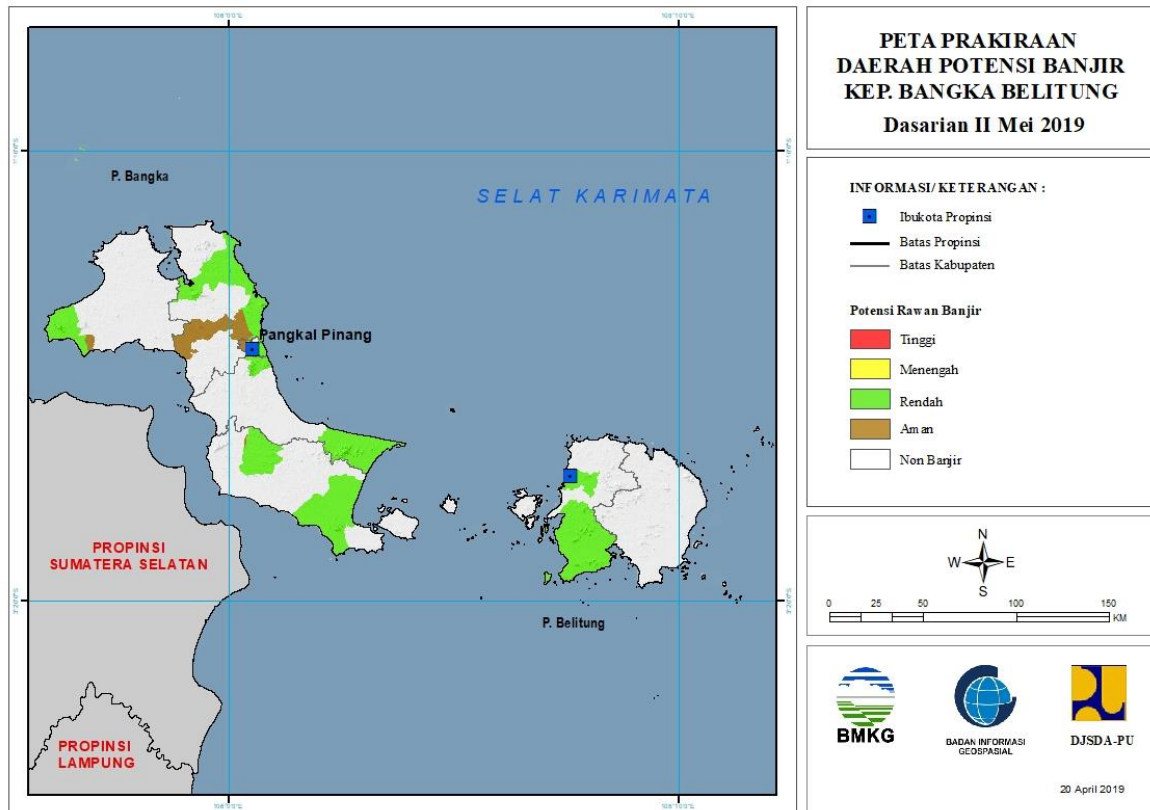 PETA PRAKIRAAN
DAERAH POTENSI BANJIR
KEP. BANGKA BELITUNG
Dasarian II Mei 2019
P. Bangka
SELAT KARIMATA
Pangkal Pinang
PROPINSI
SUMATERA SELATAN
P. Belitung
PROPINSI
LAMPUNG
INFORMASI/ KETERANGAN :
Ibukota Propinsi
Batas Propinsi
Batas Kabupaten
Potensi Rawan Banjir
Tinggi
Menengah
Rendah
Aman
Non Banjir
N
W E
S
0 25 50 100 150
KM
BMKG
BADAN INFORMASI
GEOSPASIAL
DJSDA-PU
20 April 2019